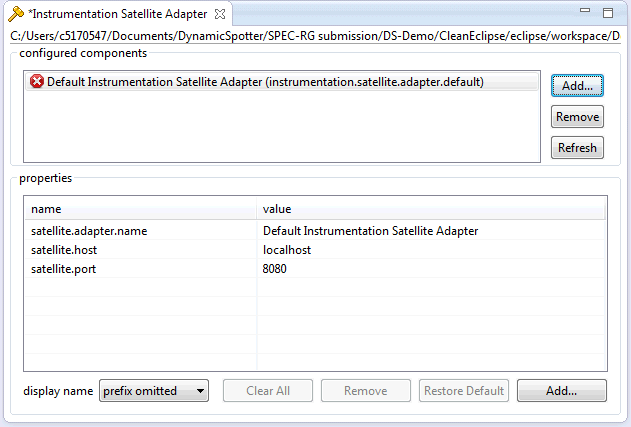 *Instrumentation Satellite Adapter
C:/Users/c5170547/Documents/DynamicSpotter/SPEC-RG submission/DS-Demo/CleanEclipse/eclipse/workspace/D
configured components
Default Instrumentation Satellite Adapter (instrumentation.satellite.adapter.default)
Add...
Remove
Refresh
properties
name value
satellite.adapter.name Default Instrumentation Satellite Adapter
satellite.host localhost
satellite.port 8080
display name prefix omitted Clear All Remove Restore Default Add...